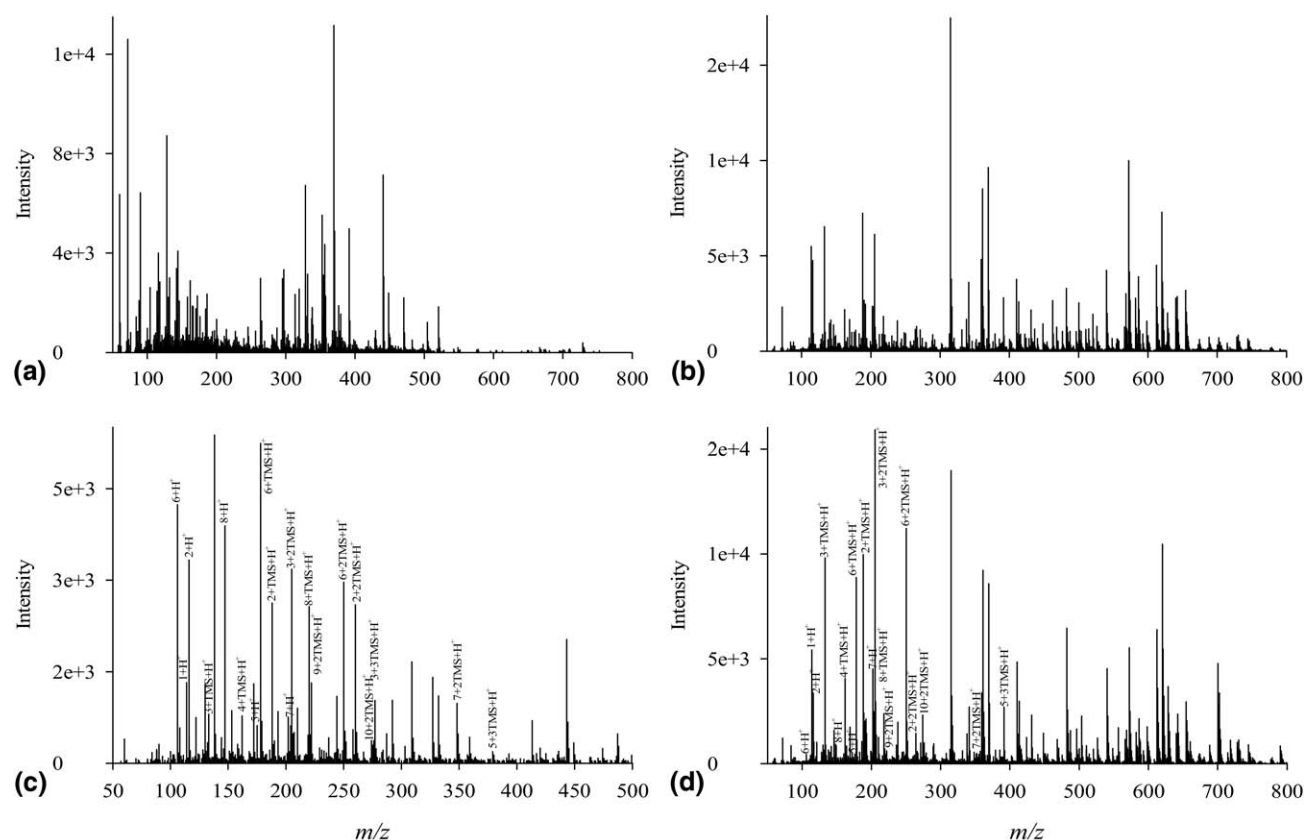 1e+4
8e+3
4e+3
0
Intensity
100 200 300 400 500 600 700 800
(a)
2e+4
1e+4
5e+3
0
Intensity
100 200 300 400 500 600 700 800
(b)
5e+3
3e+3
2e+3
0
Intensity
6+H⁺
1+H⁺
2+H⁺
3+TMS+H⁺
8+H⁺
4+TMS+H⁺
5+H⁺
6+TMS+H⁺
2+TMS+H⁺
7+H⁺
3+2TMS+H⁺
8+TMS+H⁺
9+2TMS+H⁺
6+2TMS+H⁺
2+2TMS+H⁺
10+2TMS+H⁺
3+3TMS+H⁺
7+2TMS+H⁺
5+3TMS+H⁺
50 100 150 200 250 300 350 400 450 500
(c)
m/z
2e+4
1e+4
5e+3
0
Intensity
6+H⁺
1+H⁺
2+H⁺
3+TMS+H⁺
8+H⁺
4+TMS+H⁺
5+H⁺
6+TMS+H⁺
2+TMS+H⁺
7+H⁺
3+2TMS+H⁺
8+TMS+H⁺
9+2TMS+H⁺
6+2TMS+H⁺
2+2TMS+H⁺
10+2TMS+H⁺
7+2TMS+H⁺
5+3TMS+H⁺
100 200 300 400 500 600 700 800
(d)
m/z